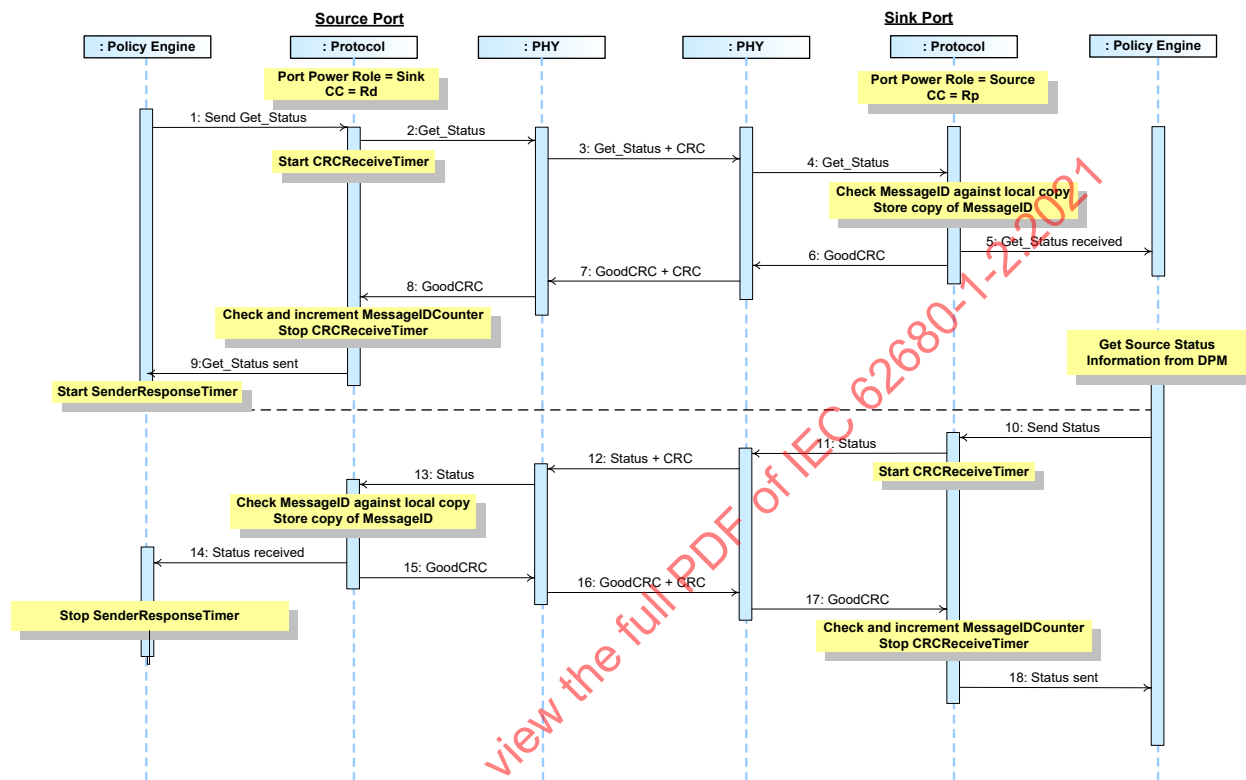 Source Port
Sink Port
: Policy Engine
: Protocol
: PHY
: PHY
: Protocol
: Policy Engine
Port Power Role = Sink
CC = Rd
Port Power Role = Source
CC = Rp
1: Send Get_Status
2:Get_Status
Start CRCReceiveTimer
3: Get_Status + CRC
4: Get_Status
Check MessageID against local copy
Store copy of MessageID
5: Get_Status received
6: GoodCRC
7: GoodCRC + CRC
8: GoodCRC
Check and increment MessageIDCounter
Stop CRCReceiveTimer
9:Get_Status sent
Start SenderResponseTimer
Get Source Status
Information from DPM
10: Send Status
11: Status
Start CRCReceiveTimer
12: Status + CRC
13: Status
Check MessageID against local copy
Store copy of MessageID
14: Status received
15: GoodCRC
16: GoodCRC + CRC
17: GoodCRC
Stop SenderResponseTimer
Check and increment MessageIDCounter
Stop CRCReceiveTimer
18: Status sent
view the full PDF of IEC 62680-1-2:2021